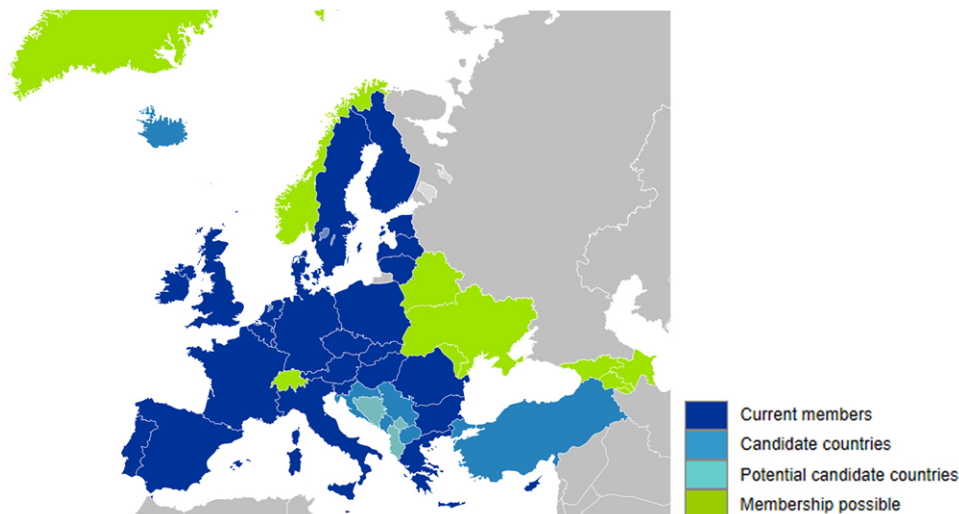 Current members
Candidate countries
Potential candidate countries
Membership possible